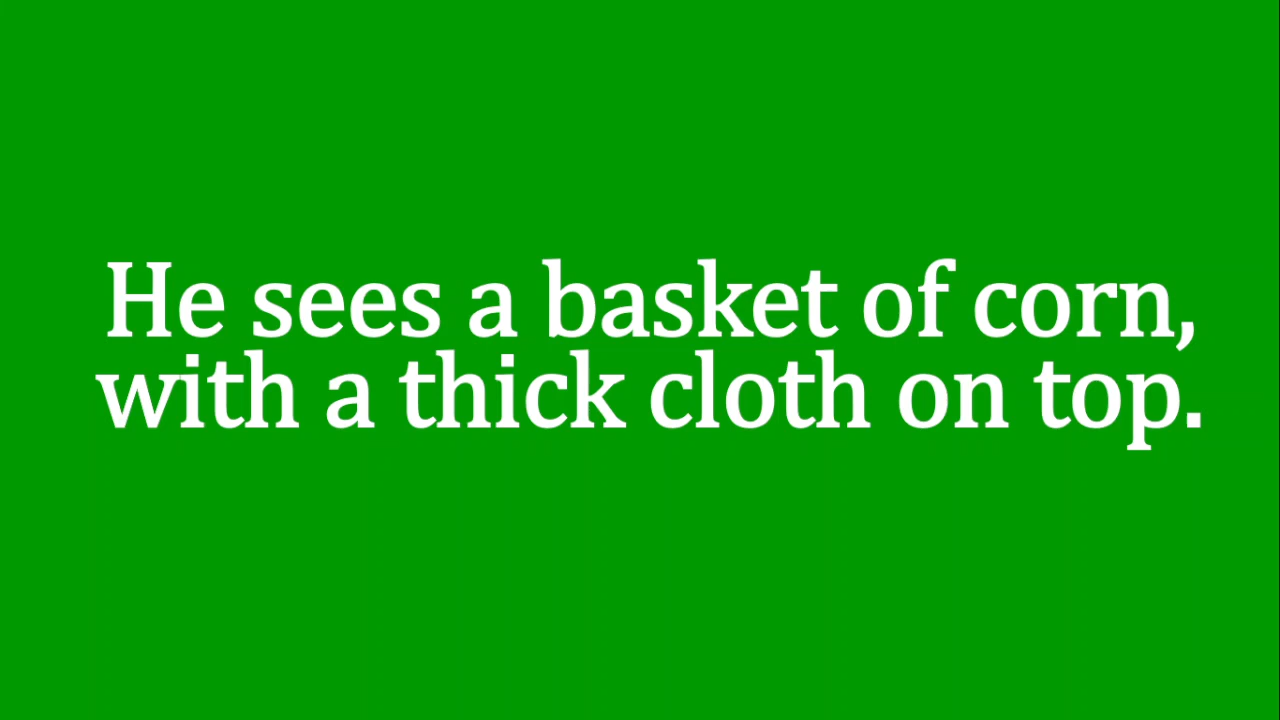 He sees a basket of corn,
with a thick cloth on top.